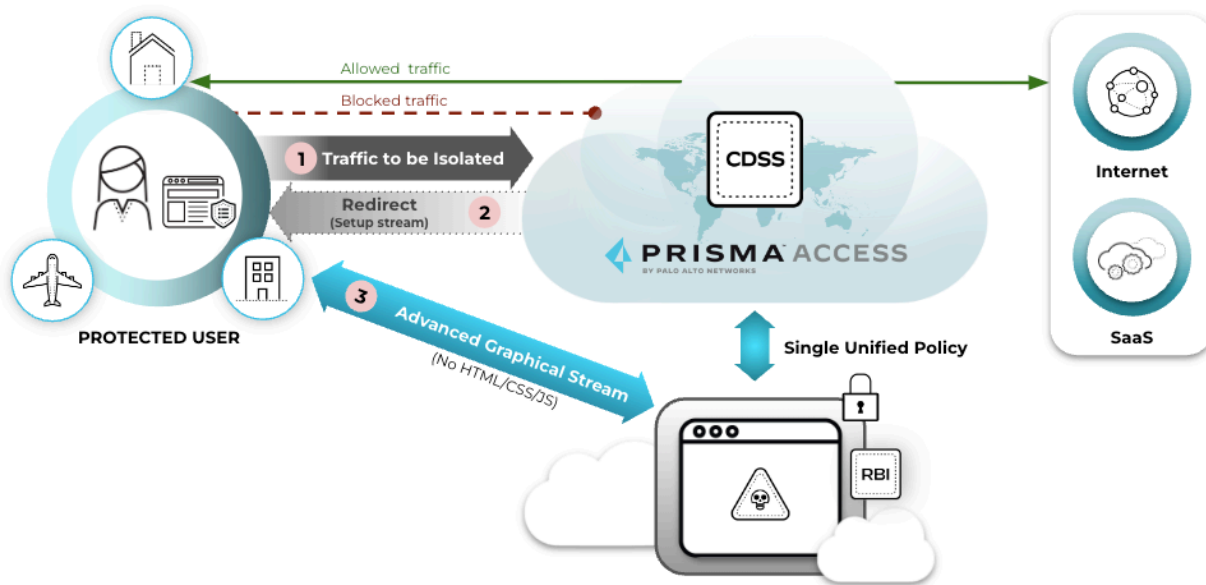 Allowed traffic
Blocked traffic
1 Traffic to be Isolated
Redirect
(Setup stream)
2
CDSS
PRISMA™ ACCESS
BY PALO ALTO NETWORKS
Internet
SaaS
PROTECTED USER
3 Advanced Graphical Stream
(No HTML/CSS/JS)
Single Unified Policy
RBI